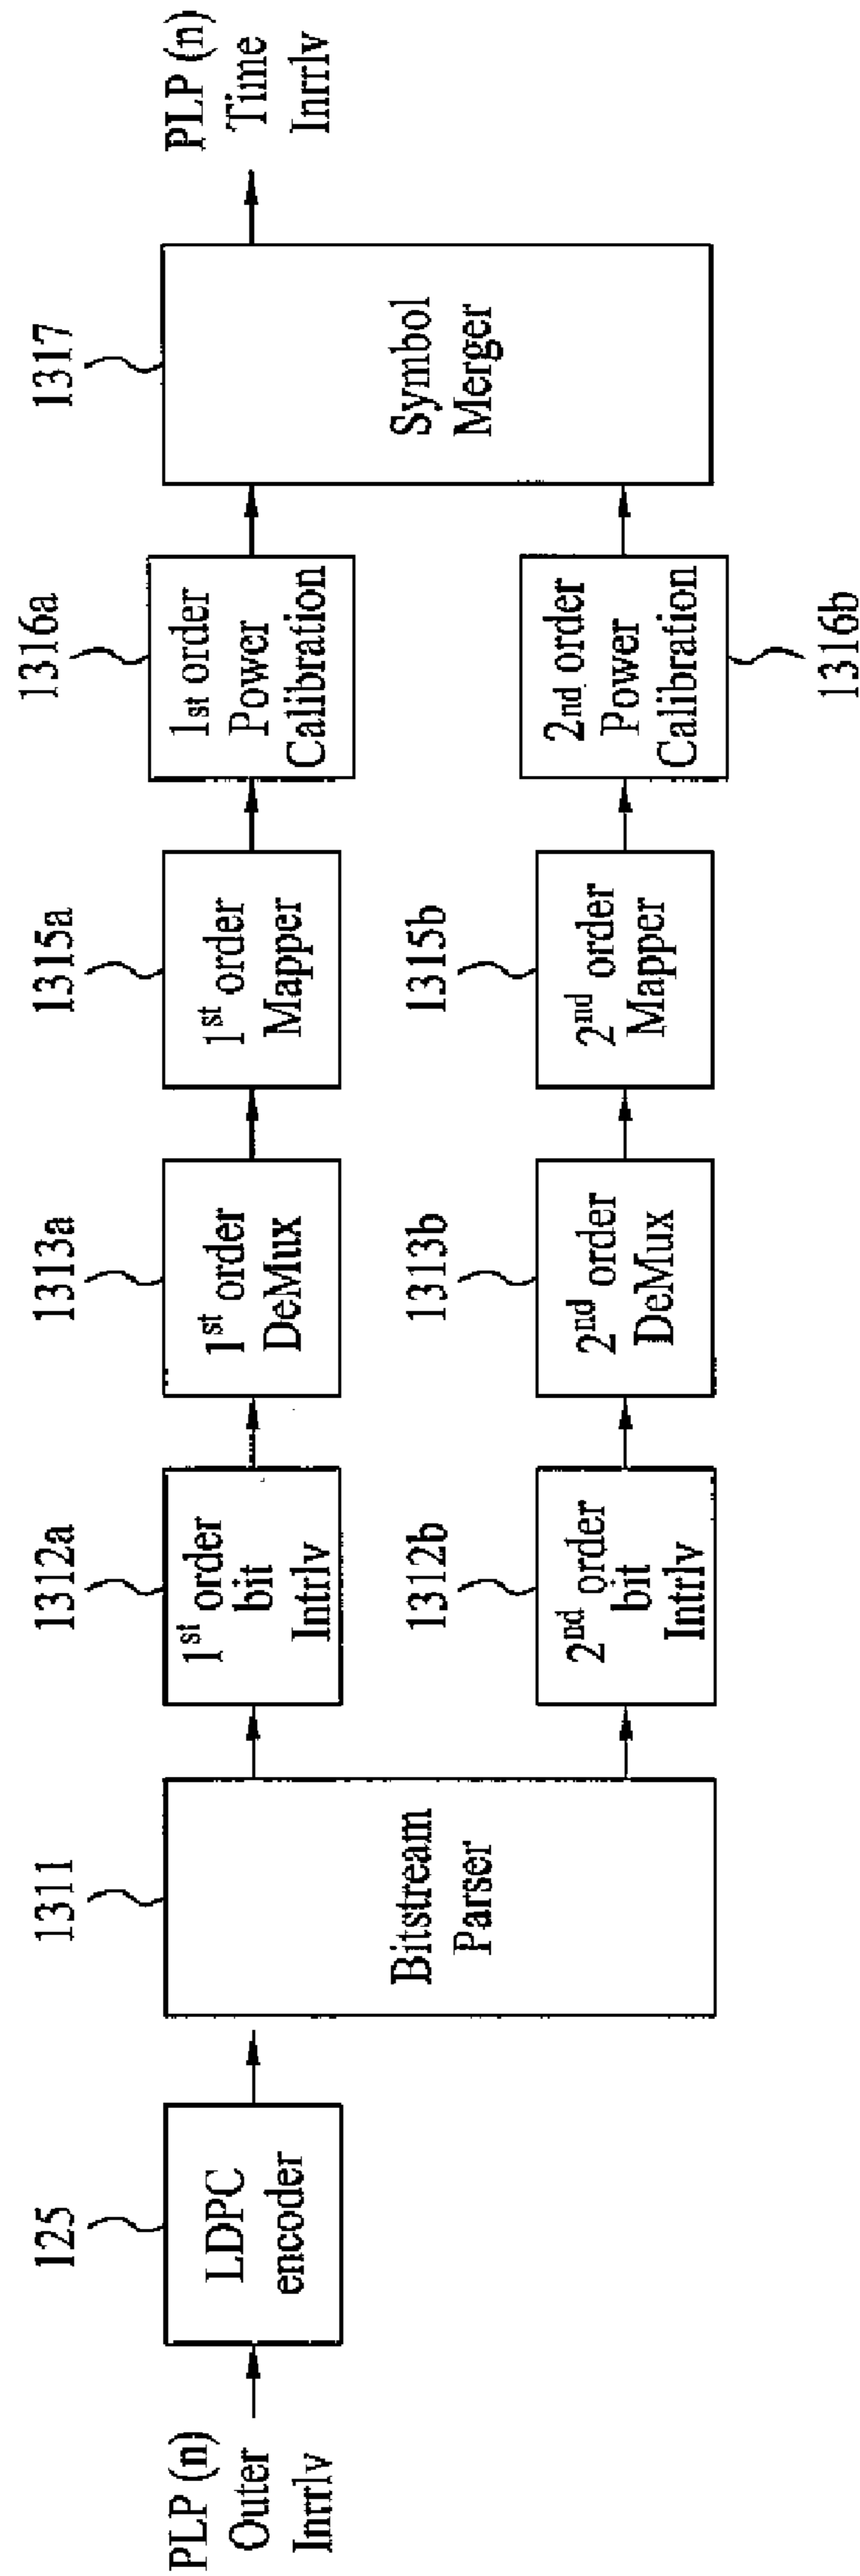 PLP (n)
Outer
Inrrlv
125
LDPC
encoder
1311
Bitstream
Parser
1312a
1st order
bit
Intrlv
1313a
1st order
DeMux
1315a
1st order
Mapper
1316a
1st order
Power
Calibration
1312b
2nd order
bit
Intrlv
1313b
2nd order
DeMux
1315b
2nd order
Mapper
2nd order
Power
Calibration
1316b
1317
Symbol
Merger
PLP (n)
Time
Inrrlv